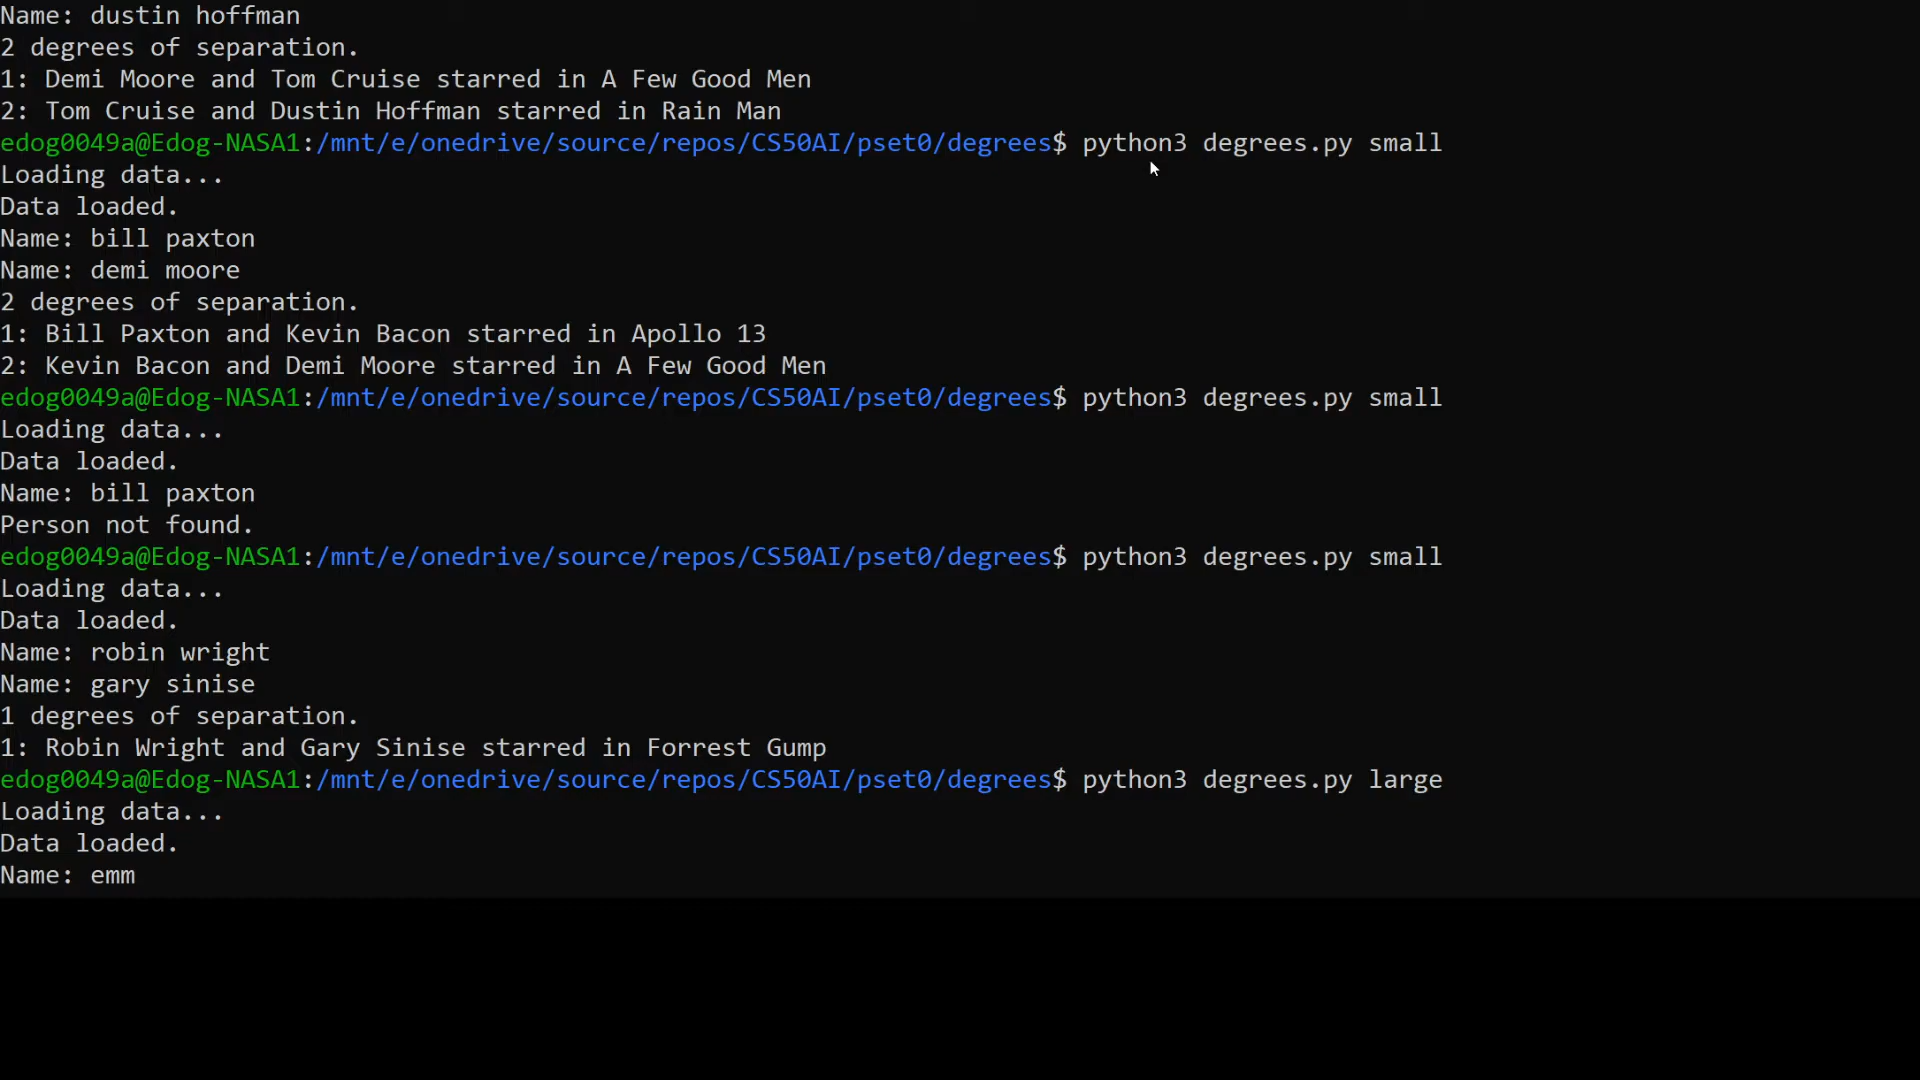 Name: dustin hoffman
2 degrees of separation.
1: Demi Moore and Tom Cruise starred in A Few Good Men
2: Tom Cruise and Dustin Hoffman starred in Rain Man
edog0049a@Edog-NASA1:/mnt/e/onedrive/source/repos/CS50AI/pset0/degrees$ python3 degrees.py small
Loading data...
Data loaded.
Name: bill paxton
Name: demi moore
2 degrees of separation.
1: Bill Paxton and Kevin Bacon starred in Apollo 13
2: Kevin Bacon and Demi Moore starred in A Few Good Men
edog0049a@Edog-NASA1:/mnt/e/onedrive/source/repos/CS50AI/pset0/degrees$ python3 degrees.py small
Loading data...
Data loaded.
Name: bill paxton
Person not found.
edog0049a@Edog-NASA1:/mnt/e/onedrive/source/repos/CS50AI/pset0/degrees$ python3 degrees.py small
Loading data...
Data loaded.
Name: robin wright
Name: gary sinise
1 degrees of separation.
1: Robin Wright and Gary Sinise starred in Forrest Gump
edog0049a@Edog-NASA1:/mnt/e/onedrive/source/repos/CS50AI/pset0/degrees$ python3 degrees.py large
Loading data...
Data loaded.
Name: emm